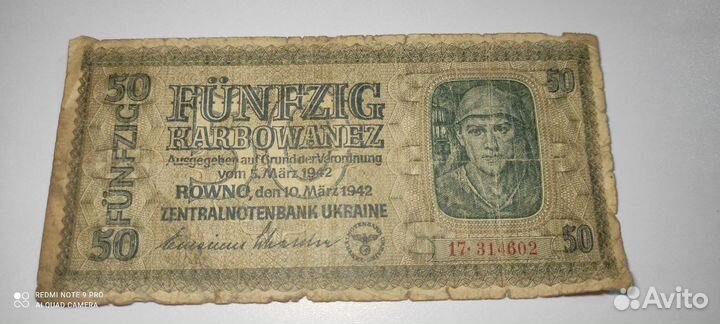 50
50
FÜNFZIG
FÜNFZIG
KARBOWANEZ
Ausgegeben auf Grund der Verordnung
vom 5. März 1942
ROWNO, den 10. März 1942
ZENTRALNOTENBANK UKRAINE
50
17·314602
50
REDMI NOTE 9 PRO
AI QUAD CAMERA
Avito